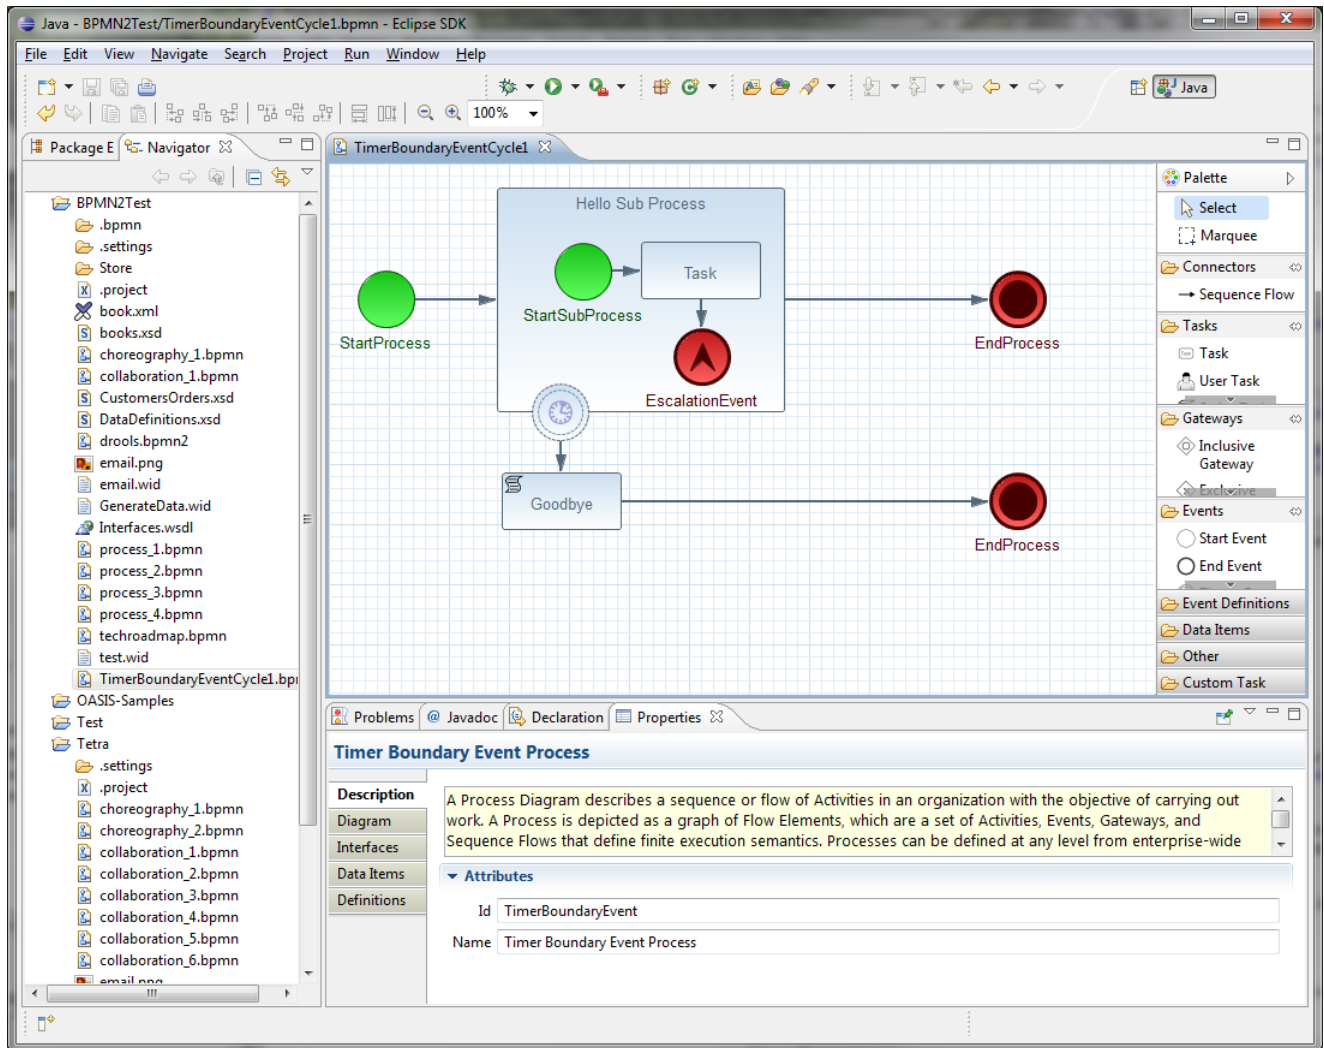 Java - BPMN2Test/TimerBoundaryEventCycle1.bpmn - Eclipse SDK
File Edit View Navigate Search Project Run Window Help
Java
100%
Package E Navigator
BPMN2Test
.bpmn
.settings
Store
.project
book.xml
books.xsd
choreography_1.bpmn
collaboration_1.bpmn
CustomersOrders.xsd
DataDefinitions.xsd
drools.bpmn2
email.png
email.wid
GenerateData.wid
Interfaces.wsdl
process_1.bpmn
process_2.bpmn
process_3.bpmn
process_4.bpmn
techroadmap.bpmn
test.wid
TimerBoundaryEventCycle1.bp
OASIS-Samples
Test
Tetra
.settings
.project
choreography_1.bpmn
choreography_2.bpmn
collaboration_1.bpmn
collaboration_2.bpmn
collaboration_3.bpmn
collaboration_4.bpmn
collaboration_5.bpmn
collaboration_6.bpmn
email.png
TimerBoundaryEventCycle1
Hello Sub Process
Task
StartSubProcess
StartProcess
EscalationEvent
EndProcess
Goodbye
EndProcess
Palette
Select
Marquee
Connectors
Sequence Flow
Tasks
Task
User Task
Gateways
Inclusive
Gateway
Exclusive
Events
Start Event
End Event
Event Definitions
Data Items
Other
Custom Task
Problems @ Javadoc Declaration Properties
Timer Boundary Event Process
Description
Diagram
Interfaces
Data Items
Definitions
A Process Diagram describes a sequence or flow of Activities in an organization with the objective of carrying out
work. A Process is depicted as a graph of Flow Elements, which are a set of Activities, Events, Gateways, and
Sequence Flows that define finite execution semantics. Processes can be defined at any level from enterprise-wide
Attributes
Id TimerBoundaryEvent
Name Timer Boundary Event Process